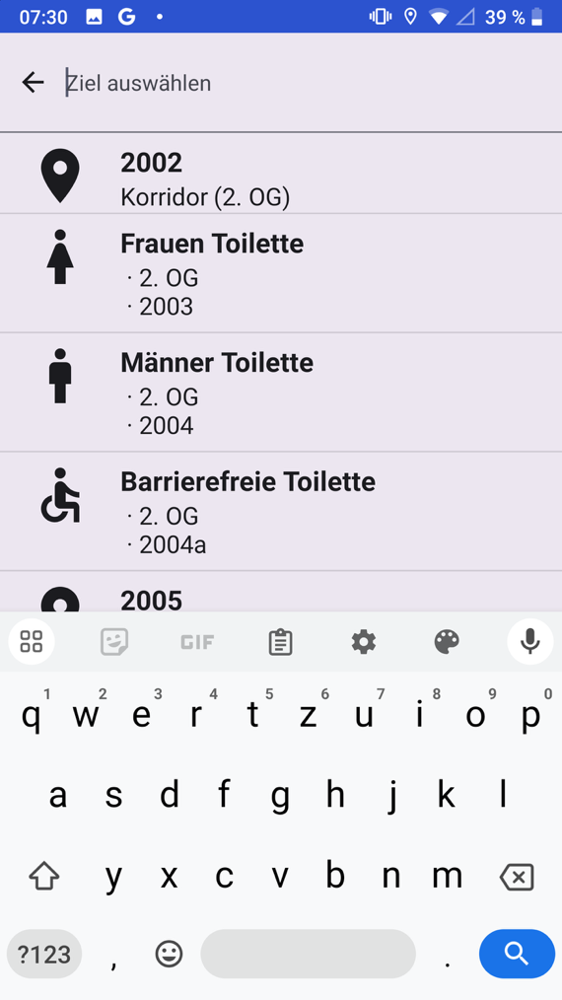 07:30 G 39 %
Ziel auswählen
2002
Korridor (2. OG)
Frauen Toilette
· 2. OG
· 2003
Männer Toilette
· 2. OG
· 2004
Barrierefreie Toilette
· 2. OG
· 2004a
2005
GIF
1 2 3 4 5 6 7 8 9 0
q w e r t z u i o p
a s d f g h j k l
y x c v b n m
?123 , .